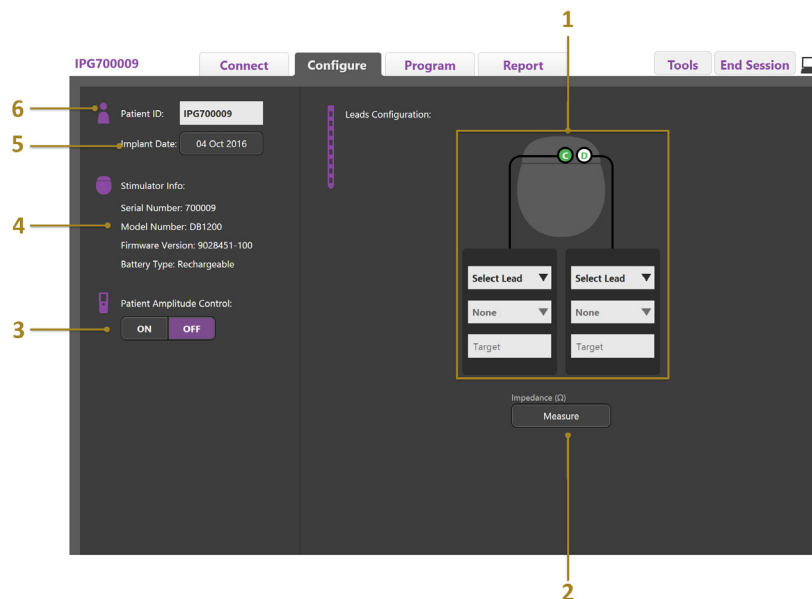 1
IPG700009
Connect
Configure
Program
Report
Tools
End Session
6
Patient ID:
IPG700009
Leads Configuration:
5
Implant Date:
04 Oct 2016
C
D
Stimulator Info:
Serial Number: 700009
4
Model Number: DB1200
Firmware Version: 9028451-100
Battery Type: Rechargeable
Select Lead
Select Lead
Patient Amplitude Control:
None
None
3
ON
OFF
Target
Target
Impedance (Ω)
Measure
2